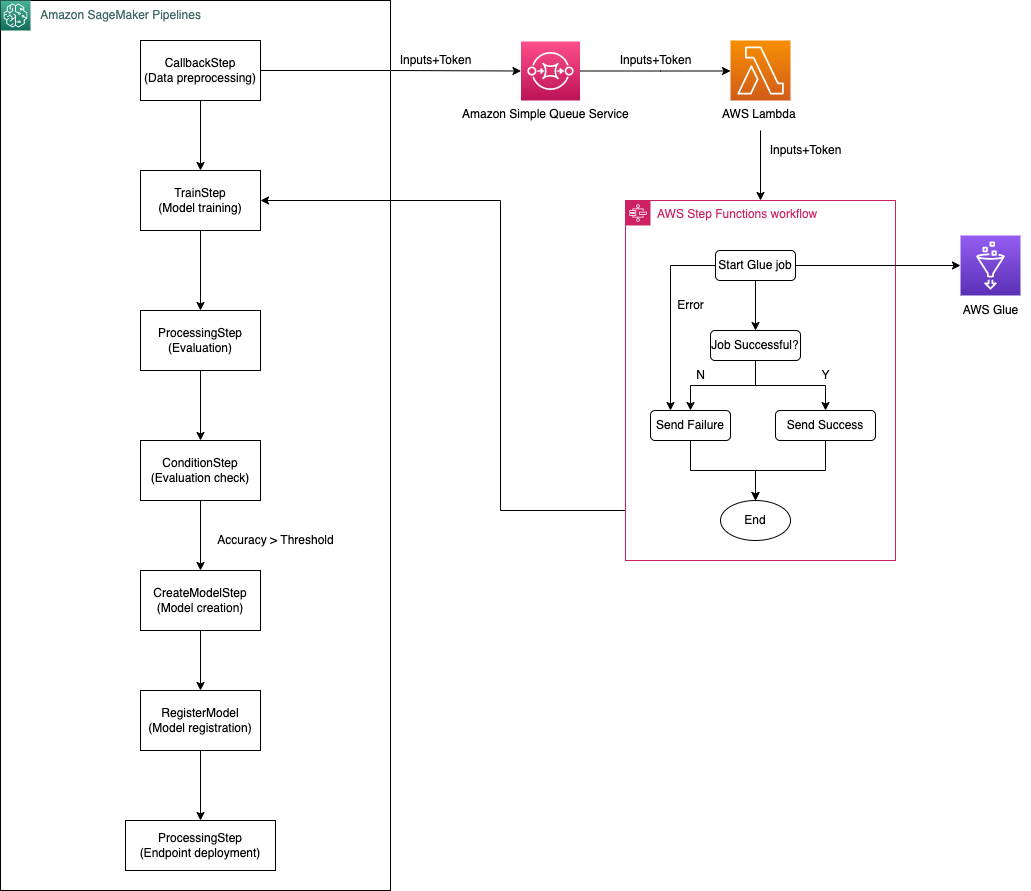 Amazon SageMaker Pipelines
CallbackStep
(Data preprocessing)
Inputs+Token
Amazon Simple Queue Service
Inputs+Token
AWS Lambda
Inputs+Token
TrainStep
(Model training)
AWS Step Functions workflow
Start Glue job
AWS Glue
Error
Job Successful?
N
Y
Send Failure
Send Success
End
ProcessingStep
(Evaluation)
ConditionStep
(Evaluation check)
Accuracy > Threshold
CreateModelStep
(Model creation)
RegisterModel
(Model registration)
ProcessingStep
(Endpoint deployment)